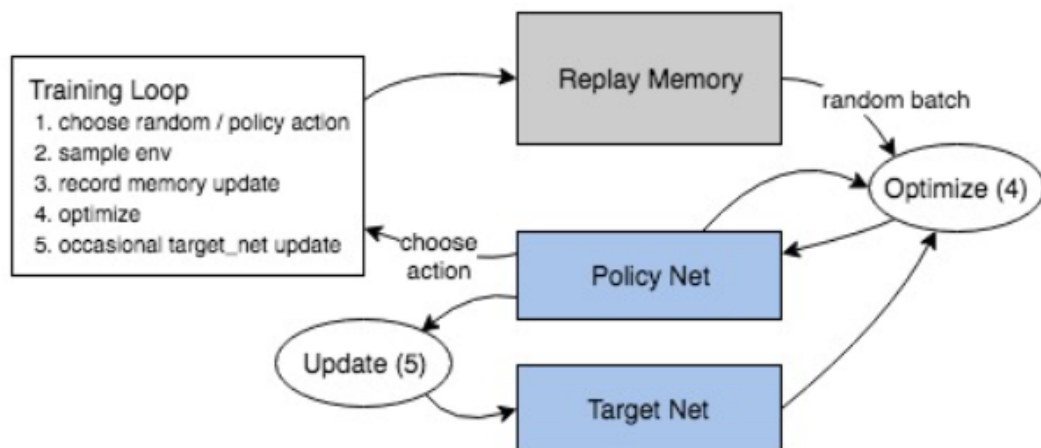 Training Loop
1. choose random / policy action
2. sample env
3. record memory update
4. optimize
5. occasional target_net update
Replay Memory
random batch
Optimize (4)
choose
action
Policy Net
Update (5)
Target Net